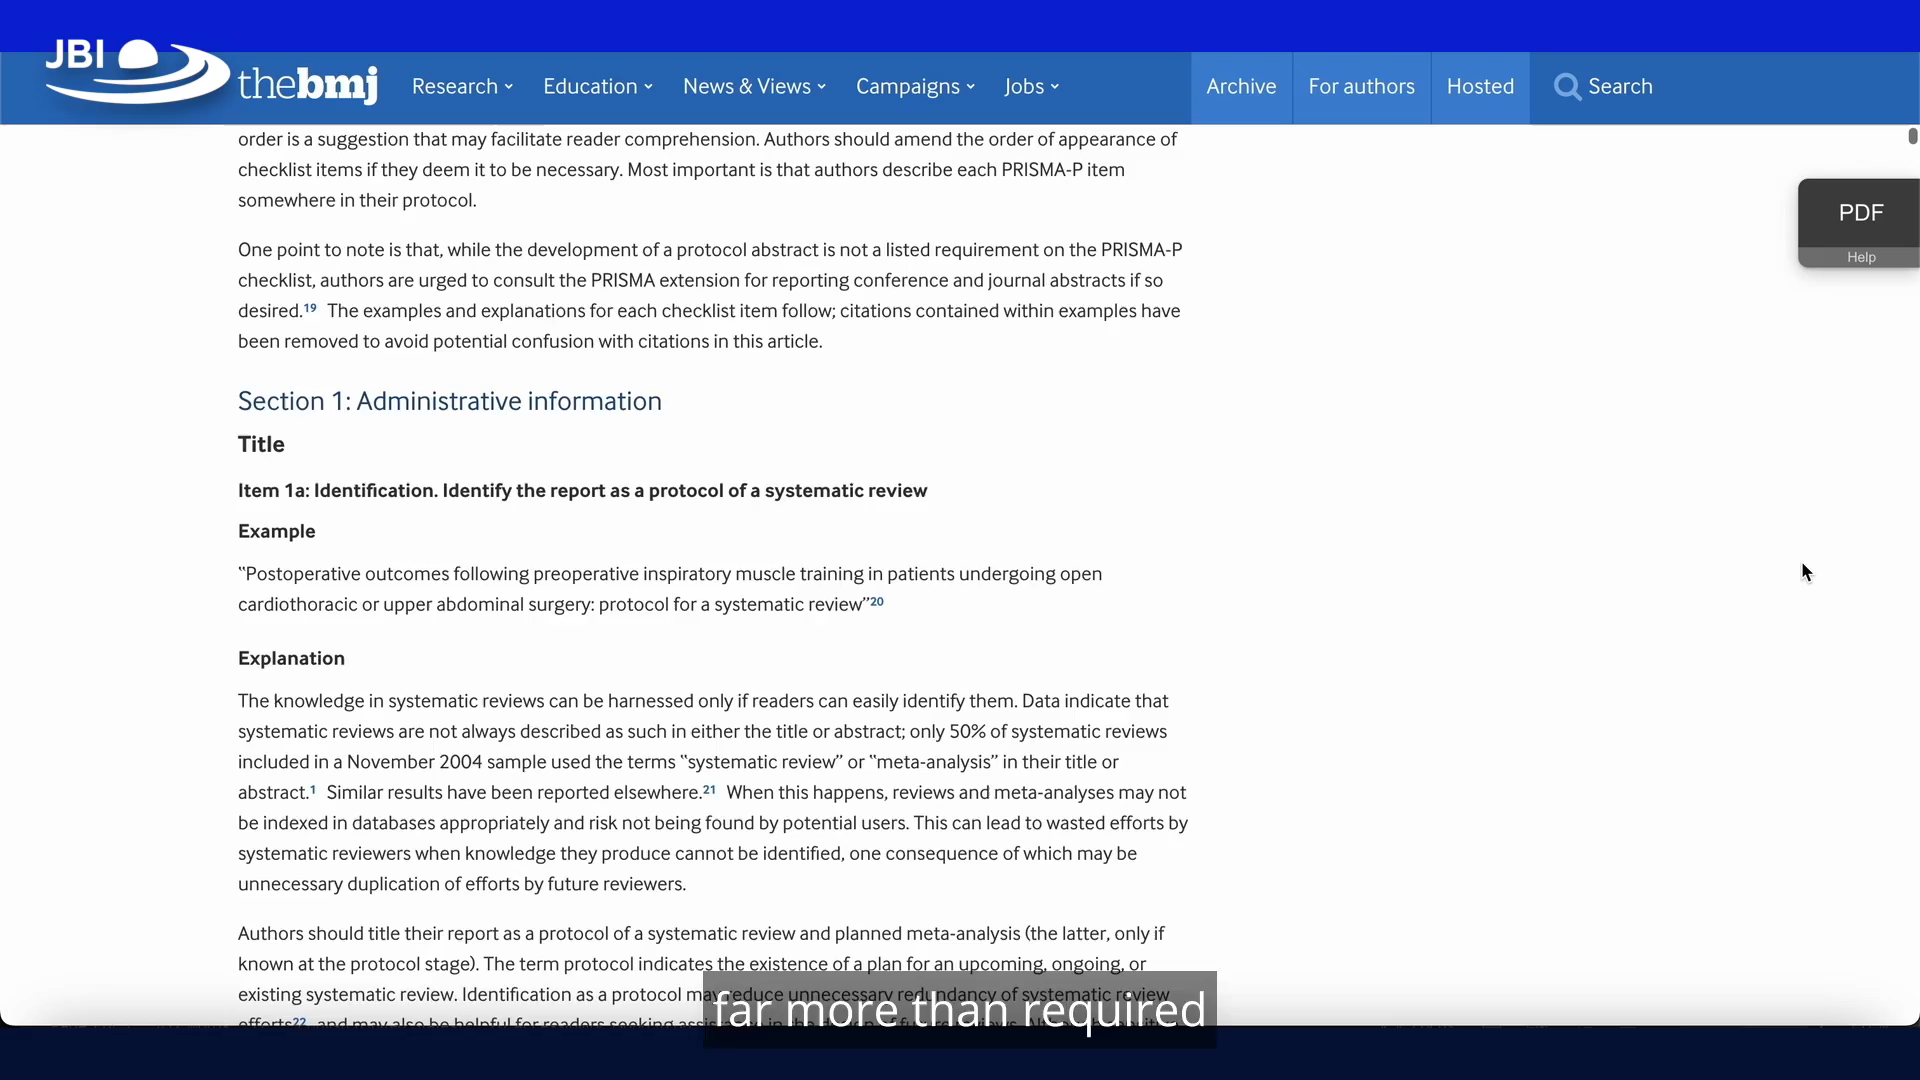 JBI
thebmj
Research
Education
News & Views
Campaigns
Jobs
Archive
For authors
Hosted
Search
order is a suggestion that may facilitate reader comprehension. Authors should amend the order of appearance of
checklist items if they deem it to be necessary. Most important is that authors describe each PRISMA-P item
somewhere in their protocol.
PDF
Help
One point to note is that, while the development of a protocol abstract is not a listed requirement on the PRISMA-P
checklist, authors are urged to consult the PRISMA extension for reporting conference and journal abstracts if so
desired.19 The examples and explanations for each checklist item follow; citations contained within examples have
been removed to avoid potential confusion with citations in this article.
Section 1: Administrative information
Title
Item 1a: Identification. Identify the report as a protocol of a systematic review
Example
“Postoperative outcomes following preoperative inspiratory muscle training in patients undergoing open
cardiothoracic or upper abdominal surgery: protocol for a systematic review”20
Explanation
The knowledge in systematic reviews can be harnessed only if readers can easily identify them. Data indicate that
systematic reviews are not always described as such in either the title or abstract; only 50% of systematic reviews
included in a November 2004 sample used the terms “systematic review” or “meta-analysis” in their title or
abstract.1 Similar results have been reported elsewhere.21 When this happens, reviews and meta-analyses may not
be indexed in databases appropriately and risk not being found by potential users. This can lead to wasted efforts by
systematic reviewers when knowledge they produce cannot be identified, one consequence of which may be
unnecessary duplication of efforts by future reviewers.
Authors should title their report as a protocol of a systematic review and planned meta-analysis (the latter, only if
known at the protocol stage). The term protocol indicates the existence of a plan for an upcoming, ongoing, or
existing systematic review. Identification as a protocol may reduce unnecessary redundancy of systematic review
efforts22 and may also be helpful for readers seeking
far more than required